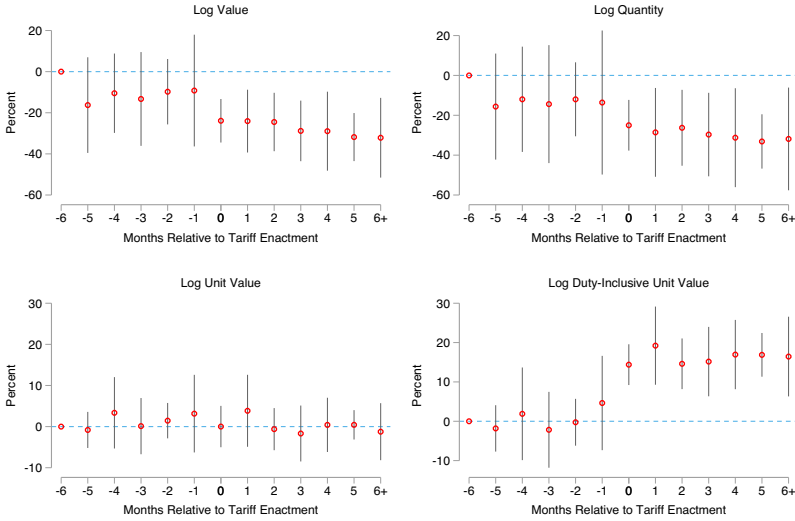 Log Value
20
0
-20
-40
-60
Percent
-6 -5 -4 -3 -2 -1 0 1 2 3 4 5 6+
Months Relative to Tariff Enactment
Log Quantity
20
0
-20
-40
-60
Percent
-6 -5 -4 -3 -2 -1 0 1 2 3 4 5 6+
Months Relative to Tariff Enactment
Log Unit Value
30
20
10
0
-10
Percent
-6 -5 -4 -3 -2 -1 0 1 2 3 4 5 6+
Months Relative to Tariff Enactment
Log Duty-Inclusive Unit Value
30
20
10
0
-10
Percent
-6 -5 -4 -3 -2 -1 0 1 2 3 4 5 6+
Months Relative to Tariff Enactment